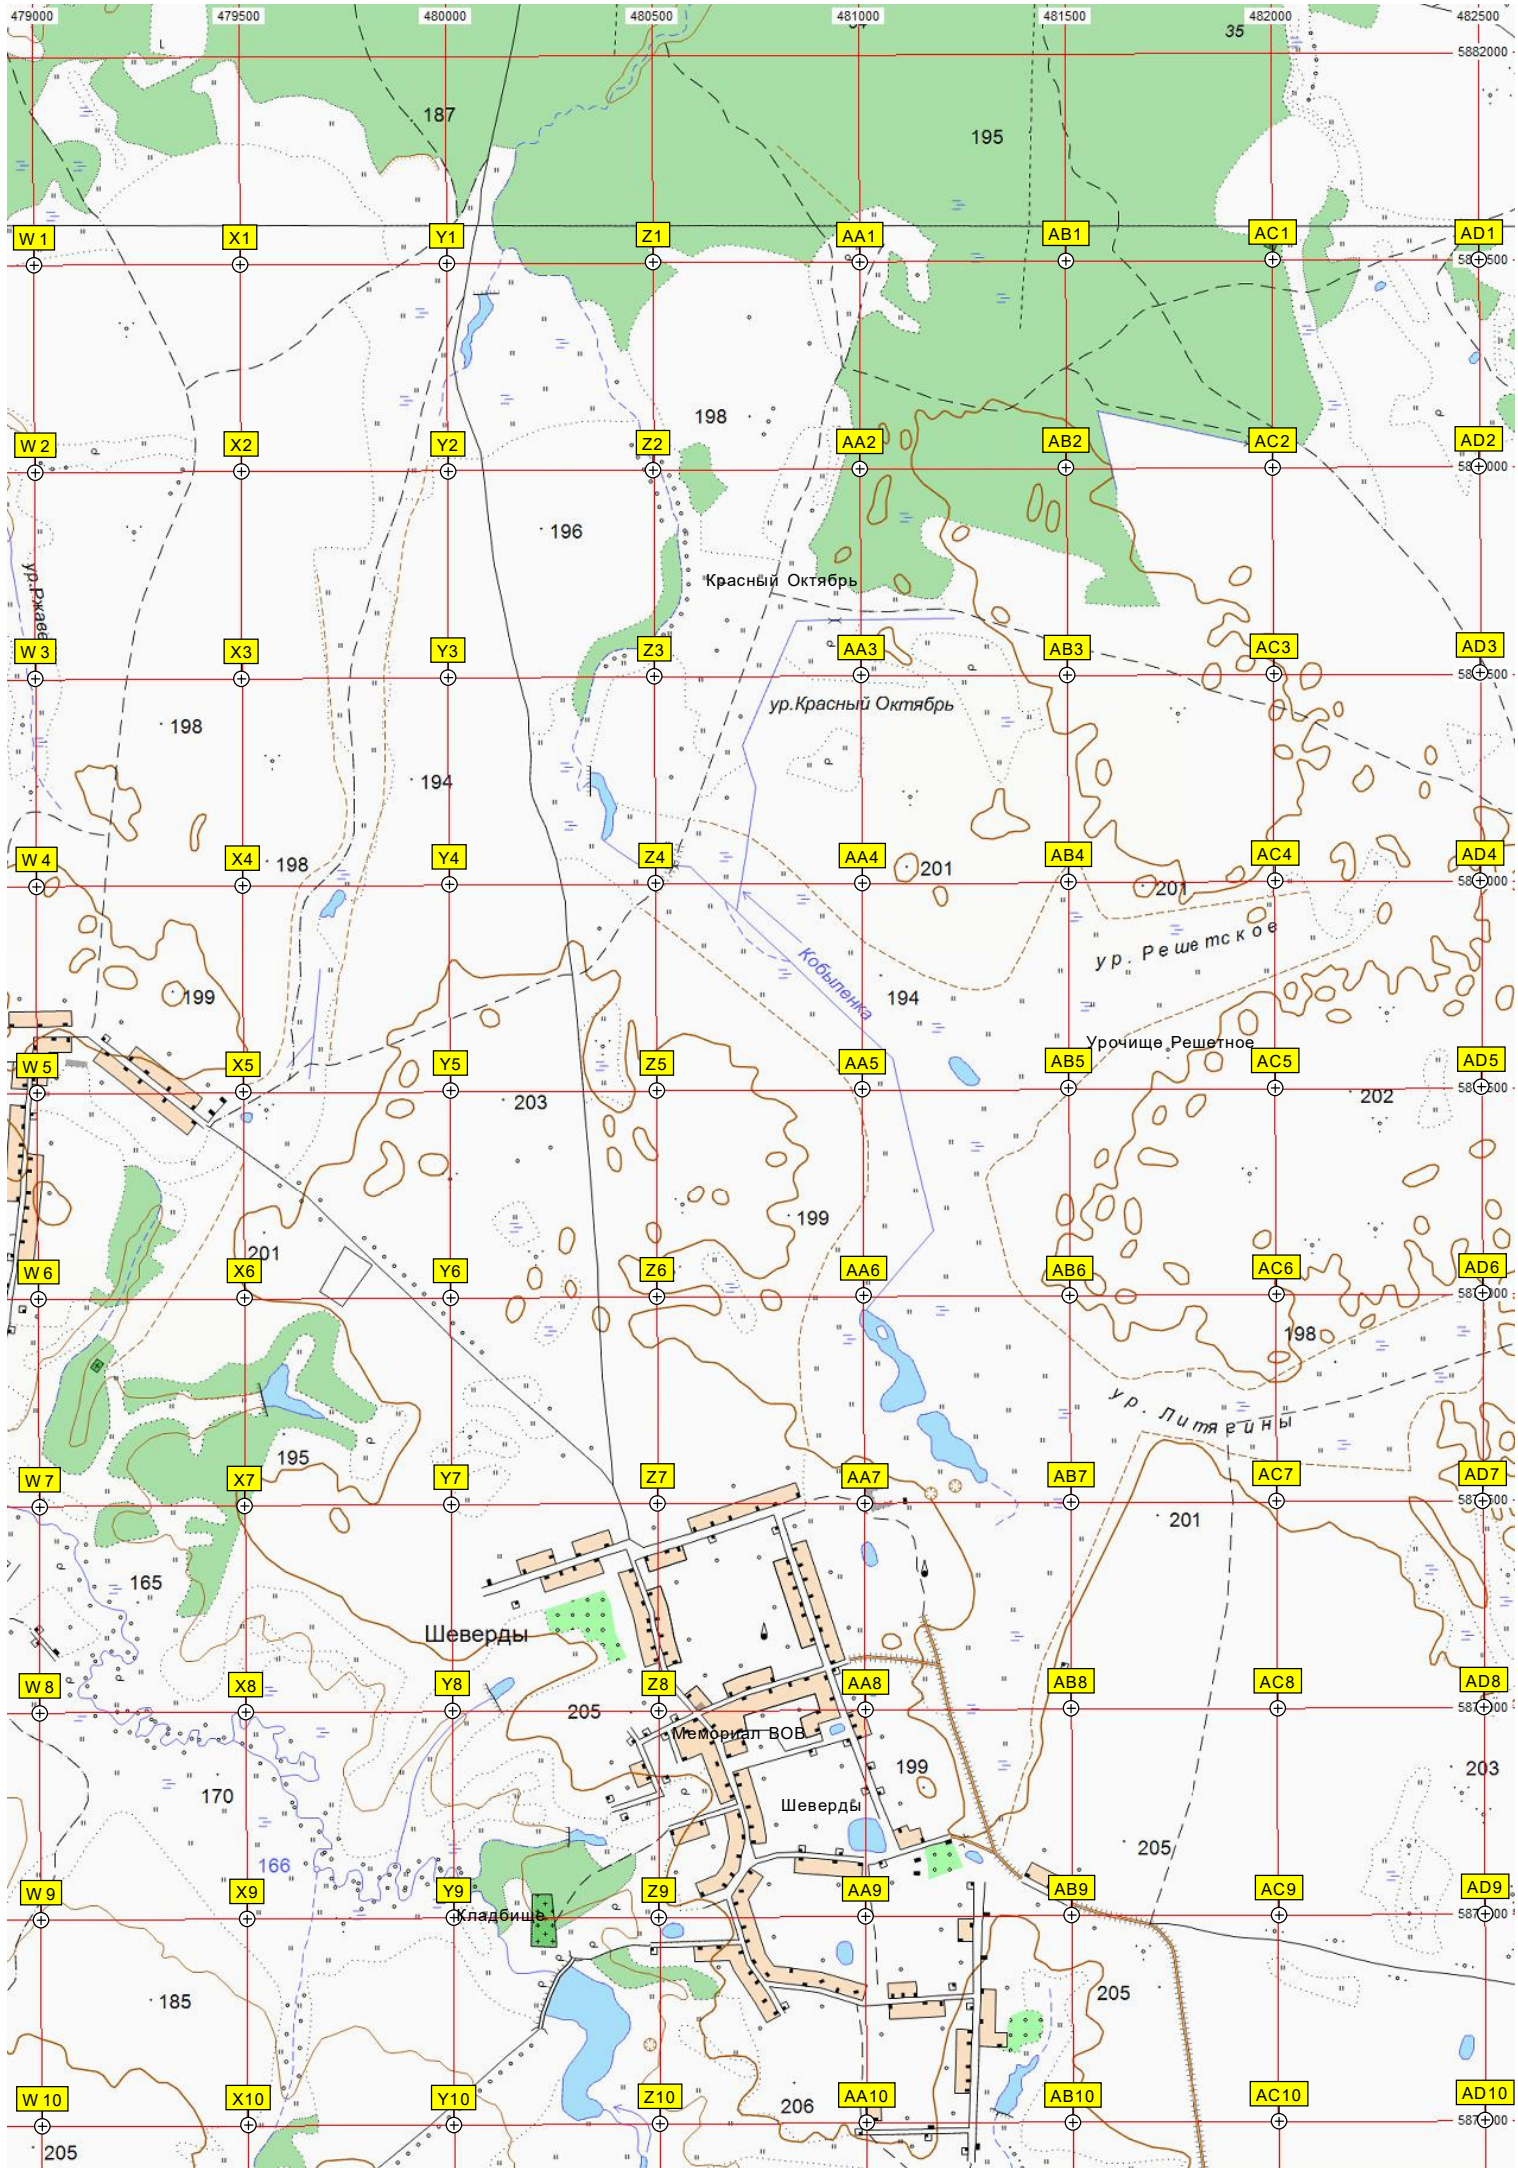 479000 479500 480000 480500 481000 481500 482000 482500
35
5882000
187
195
W 1 X1 Y1 Z1 AA1 AB1 AC1 AD1
198
W 2 X2 Y2 Z2 AA2 AB2 AC2 AD2
196
Красный Октябрь
W 3 X3 Y3 Z3 AA3 AB3 AC3 AD3
ур.Красный Октябрь
198
194
W 4 X4 Y4 Z4 AA4 AB4 AC4 AD4
198
201
201
ур. Решетское
Кобыленка
199
194
Урочище Решетное
W 5 X5 Y5 Z5 AA5 AB5 AC5 AD5
203
202
199
201
W 6 X6 Y6 Z6 AA6 AB6 AC6 AD6
198
ур. Литягины
195
W 7 X7 Y7 Z7 AA7 AB7 AC7 AD7
201
165
Шеверды
W 8 X8 Y8 Z8 AA8 AB8 AC8 AD8
205
Мемориал ВОВ
199
203
170
Шеверды
205
166
W 9 X9 Y9 Z9 AA9 AB9 AC9 AD9
Кладбище
185
205
W 10 X10 Y10 Z10 AA10 AB10 AC10 AD10
206
205